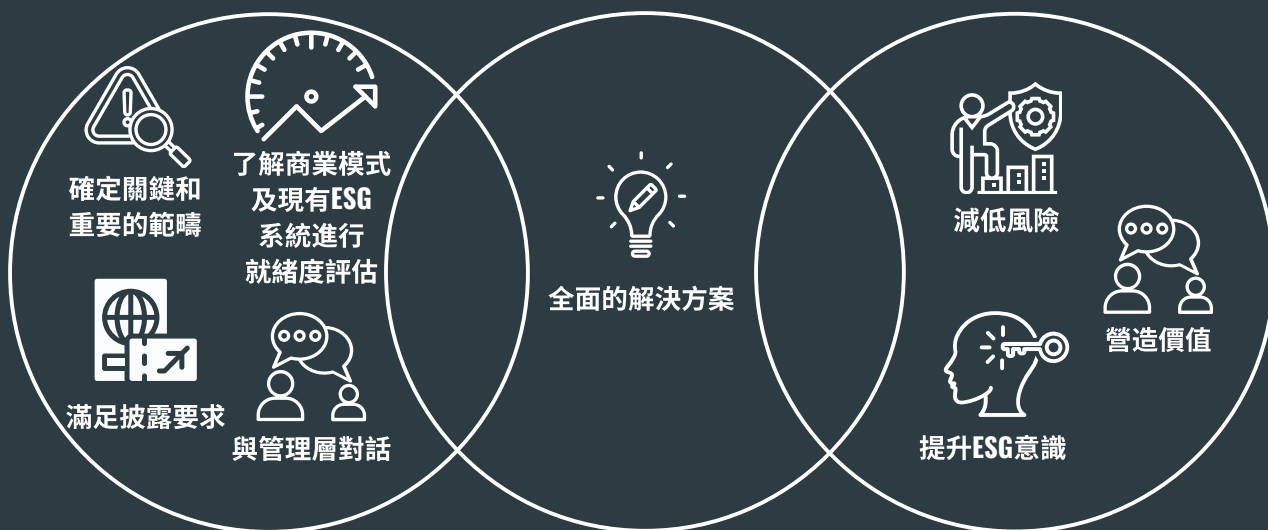 確定關鍵和
重要的範疇
了解商業模式
及現有ESG
系統進行
就緒度評估
滿足披露要求
與管理層對話
全面的解決方案
減低風險
營造價值
提升ESG意識